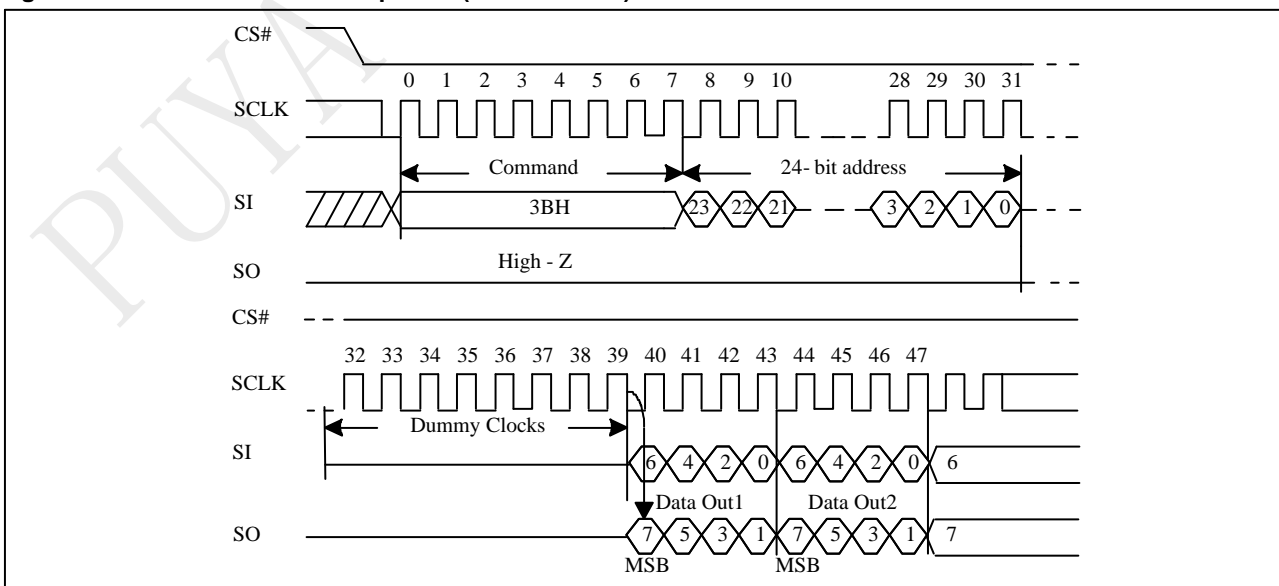 PUYA
CS#
0 1 2 3 4 5 6 7 8 9 10 28 29 30 31
SCLK
Command 24- bit address
SI 3BH 23 22 21 3 2 1 0
High - Z
SO
CS#
32 33 34 35 36 37 38 39 40 41 42 43 44 45 46 47
SCLK
Dummy Clocks
SI 6 4 2 0 6 4 2 0 6
Data Out1 Data Out2
SO 7 5 3 1 7 5 3 1 7
MSB MSB